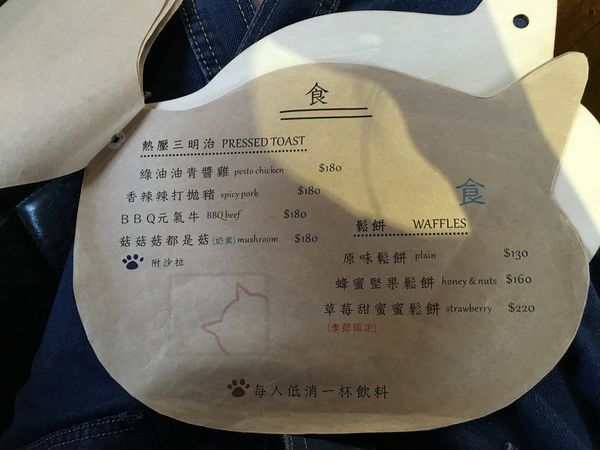 食
熱壓三明治 PRESSED TOAST
綠油油青醬雞 pesto chicken $180
香辣辣打拋豬 spicy pork $180
BBQ元氣牛 BBQ beef $180
菇菇菇都是菇(奶素) mushroom $180
附沙拉
食
鬆餅 WAFFLES
原味鬆餅 plain $130
蜂蜜堅果鬆餅 honey & nuts $160
草莓甜蜜蜜鬆餅 strawberry $220
(季節限定)
每人低消一杯飲料